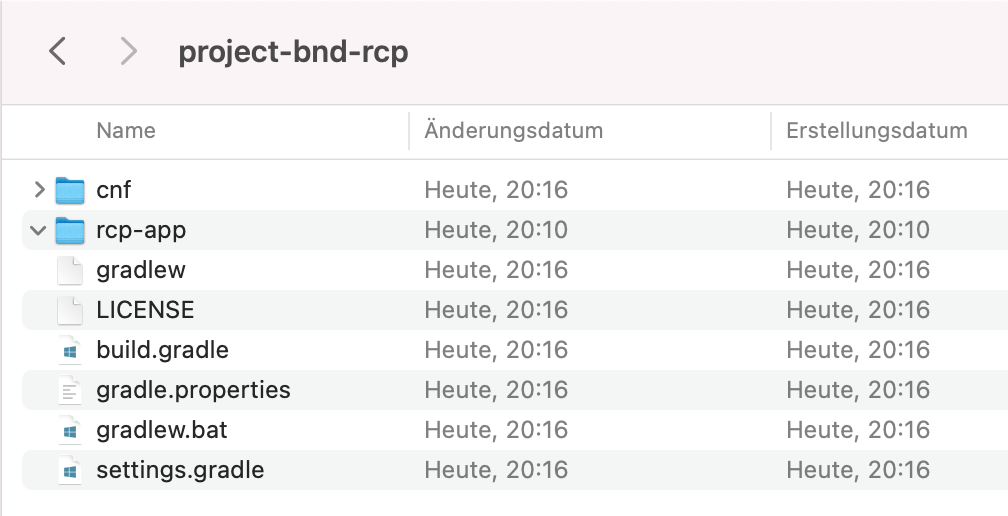 project-bnd-rcp
Name Änderungsdatum Erstellungsdatum
cnf Heute, 20:16 Heute, 20:16
rcp-app Heute, 20:10 Heute, 20:10
gradlew Heute, 20:16 Heute, 20:16
LICENSE Heute, 20:16 Heute, 20:16
build.gradle Heute, 20:16 Heute, 20:16
gradle.properties Heute, 20:16 Heute, 20:16
gradlew.bat Heute, 20:16 Heute, 20:16
settings.gradle Heute, 20:16 Heute, 20:16